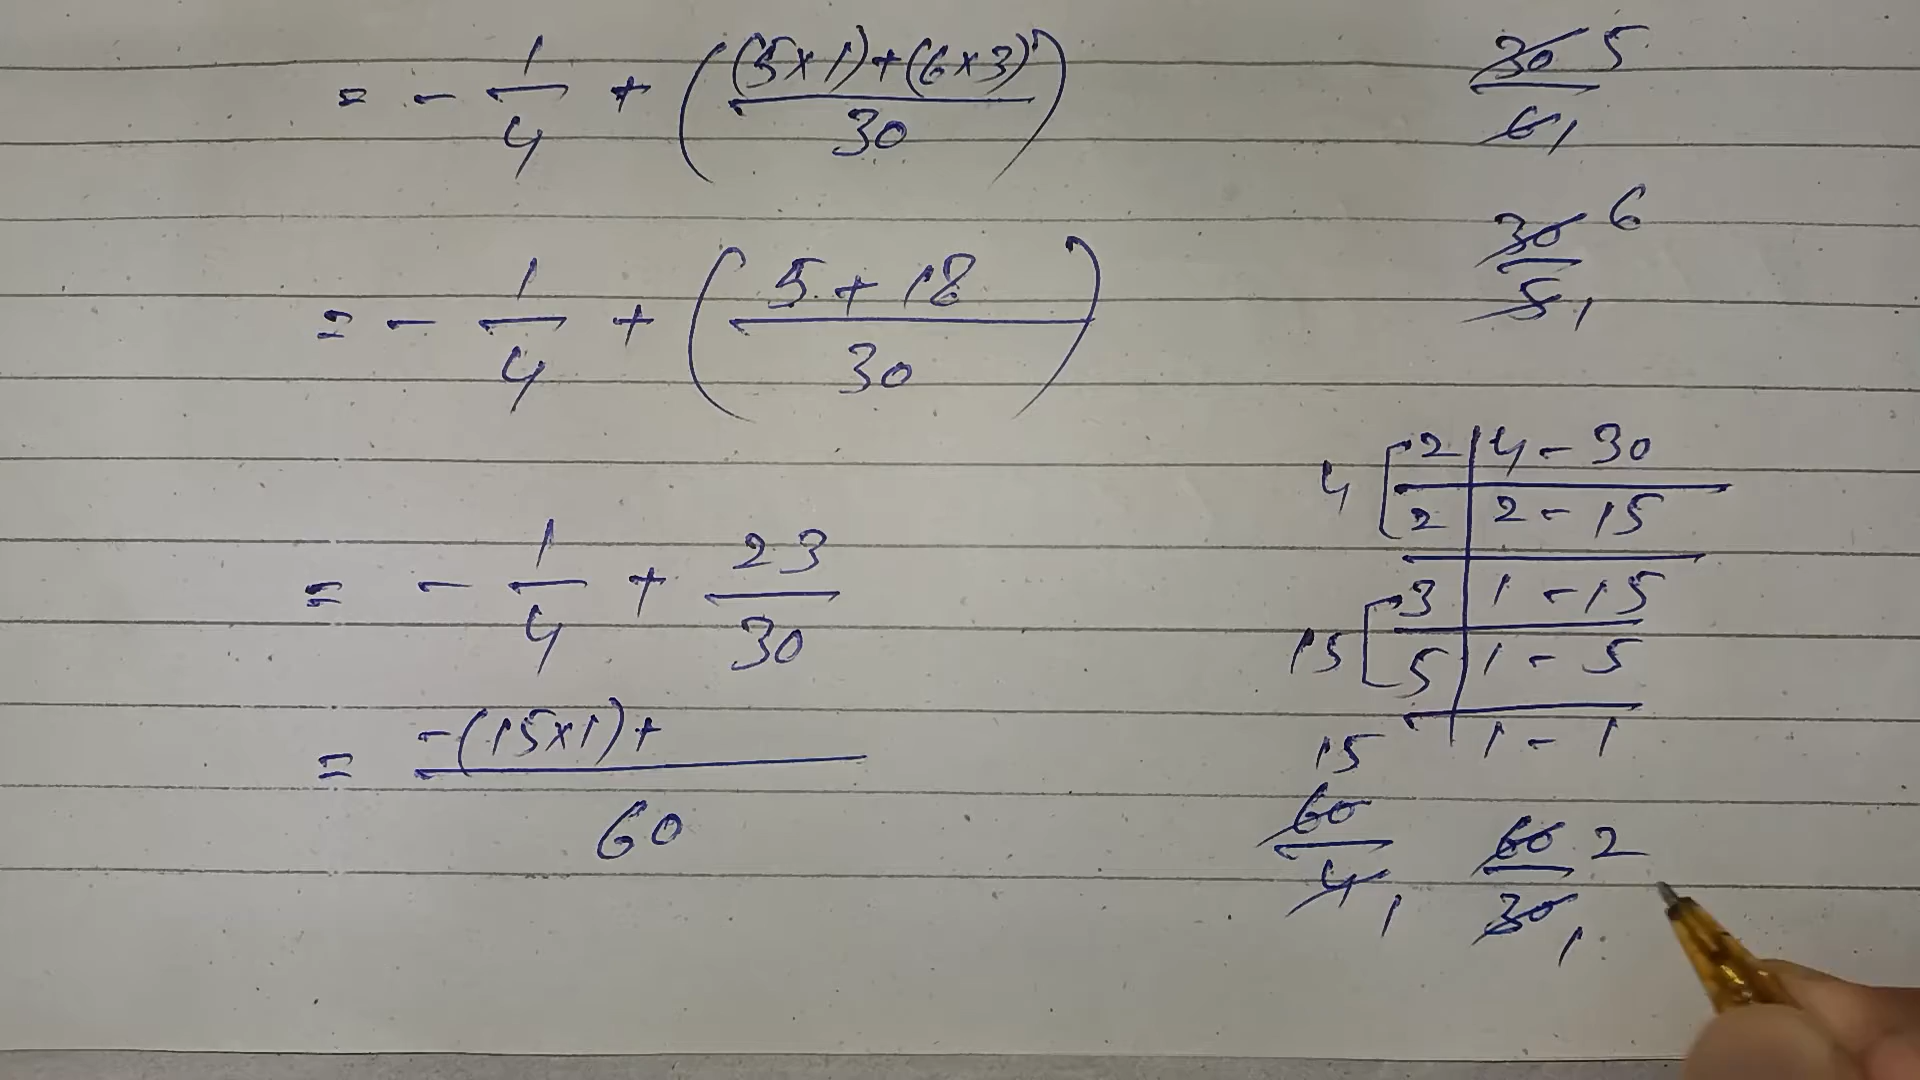 = - 1/4 + ((5×1)+(6×3)/30)
= - 1/4 + (5+18/30)
= - 1/4 + 23/30
= -(15×1)+ /60
30 5
6 1
30 6
5 1
4 [ 2 | 4 - 30
2 | 2 - 15
15 [ 3 | 1 - 15
5 | 1 - 5
1 - 1
15
60/4 1
60 2
30 1